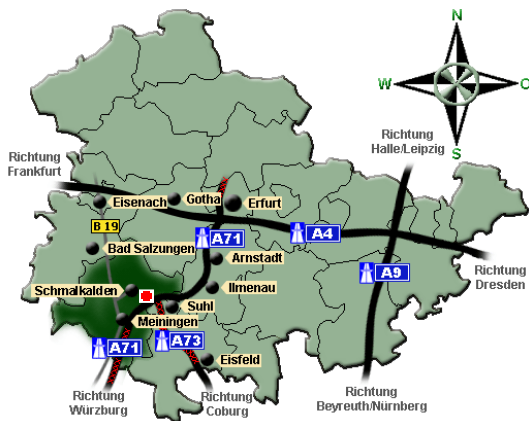 N
W
O
S
Richtung
Halle/Leipzig
Richtung
Frankfurt
Eisenach
Gotha
Erfurt
B 19
A71
A4
Bad Salzungen
Arnstadt
A9
Richtung
Dresden
Schmalkalden
Ilmenau
Suhl
Meiningen
A71
A73
Eisfeld
Richtung
Würzburg
Richtung
Coburg
Richtung
Beyreuth/Nürnberg